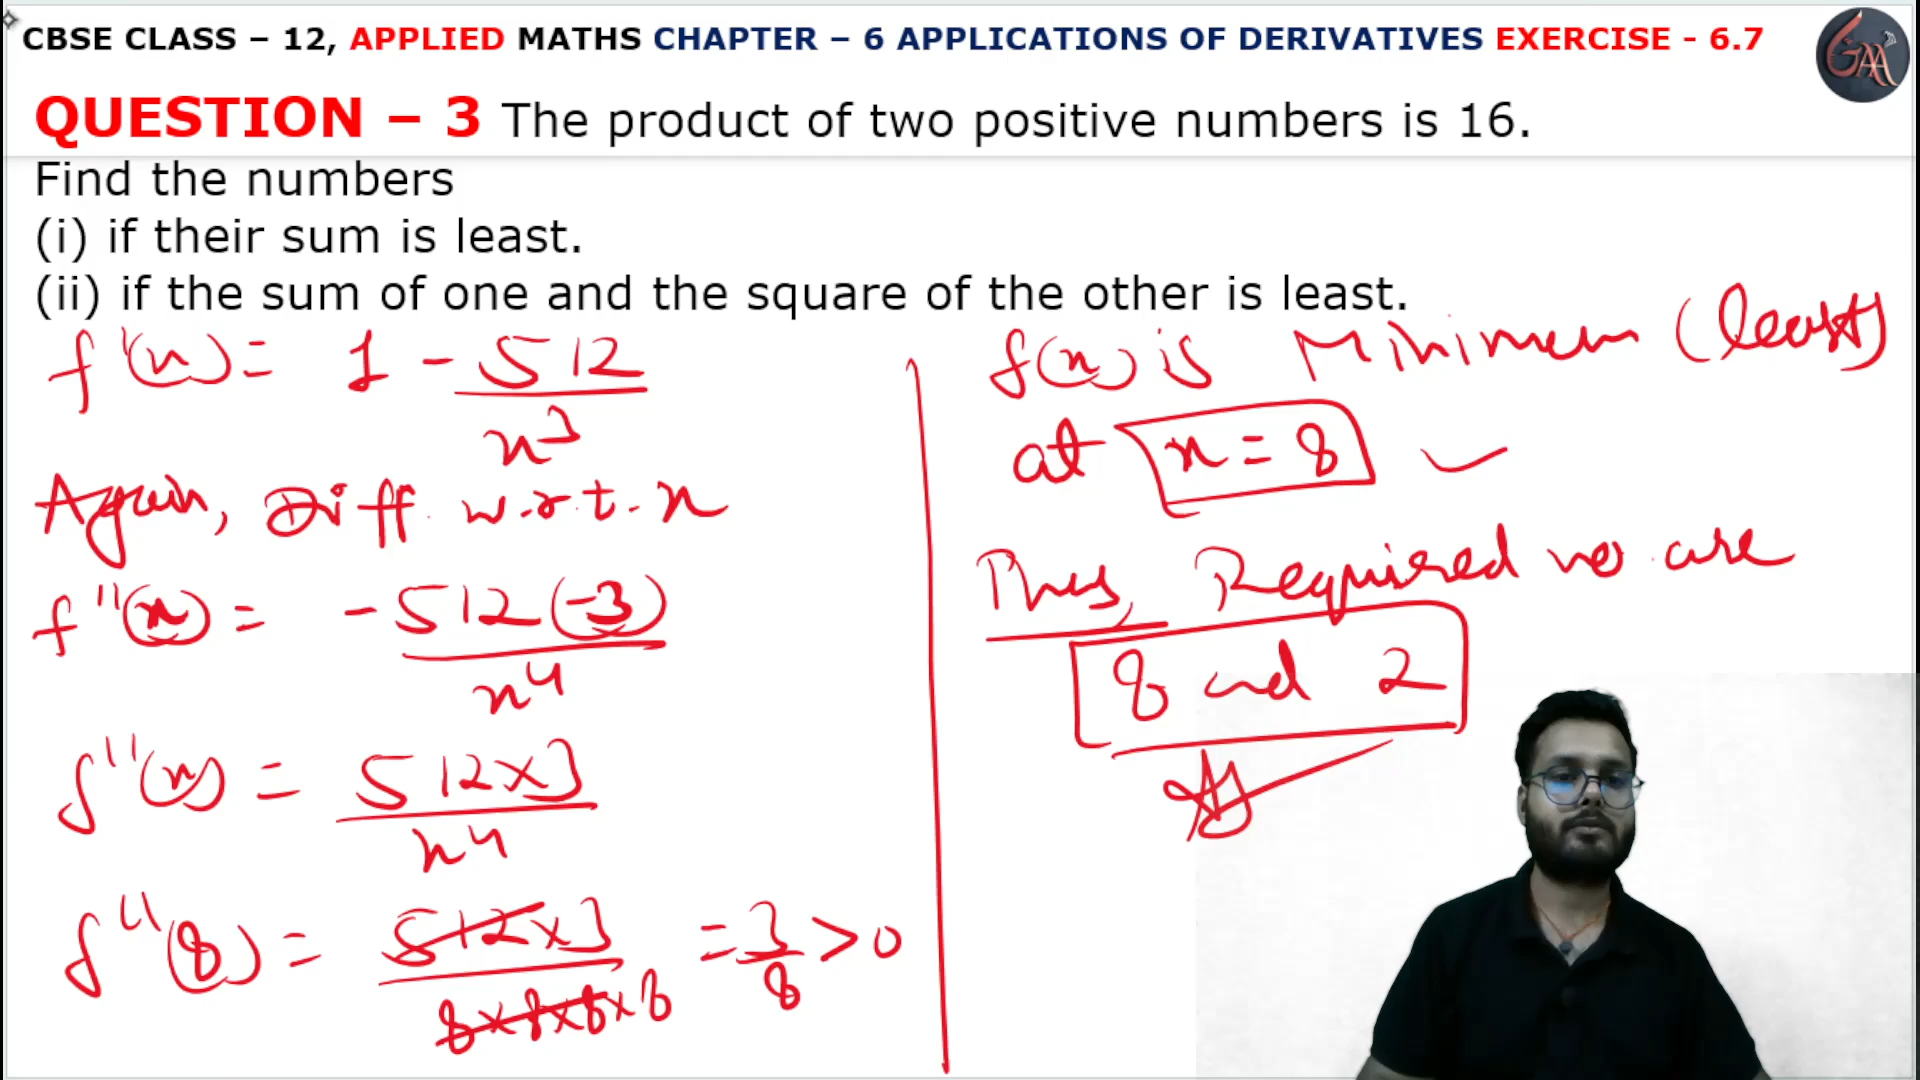 CBSE CLASS – 12, APPLIED MATHS CHAPTER – 6 APPLICATIONS OF DERIVATIVES EXERCISE - 6.7
QUESTION – 3 The product of two positive numbers is 16.
Find the numbers
(i) if their sum is least.
(ii) if the sum of one and the square of the other is least.
f'(x) = 1 - 512/x³
Again, Diff. w.r.t. x
f''(x) = -512(-3)/x⁴
f''(x) = 512×3/x⁴
f''(8) = 512×3/8×8×8×8 = 3/8 > 0
f(x) is Minimum (least)
at x = 8
Thus, Required no are
8 and 2